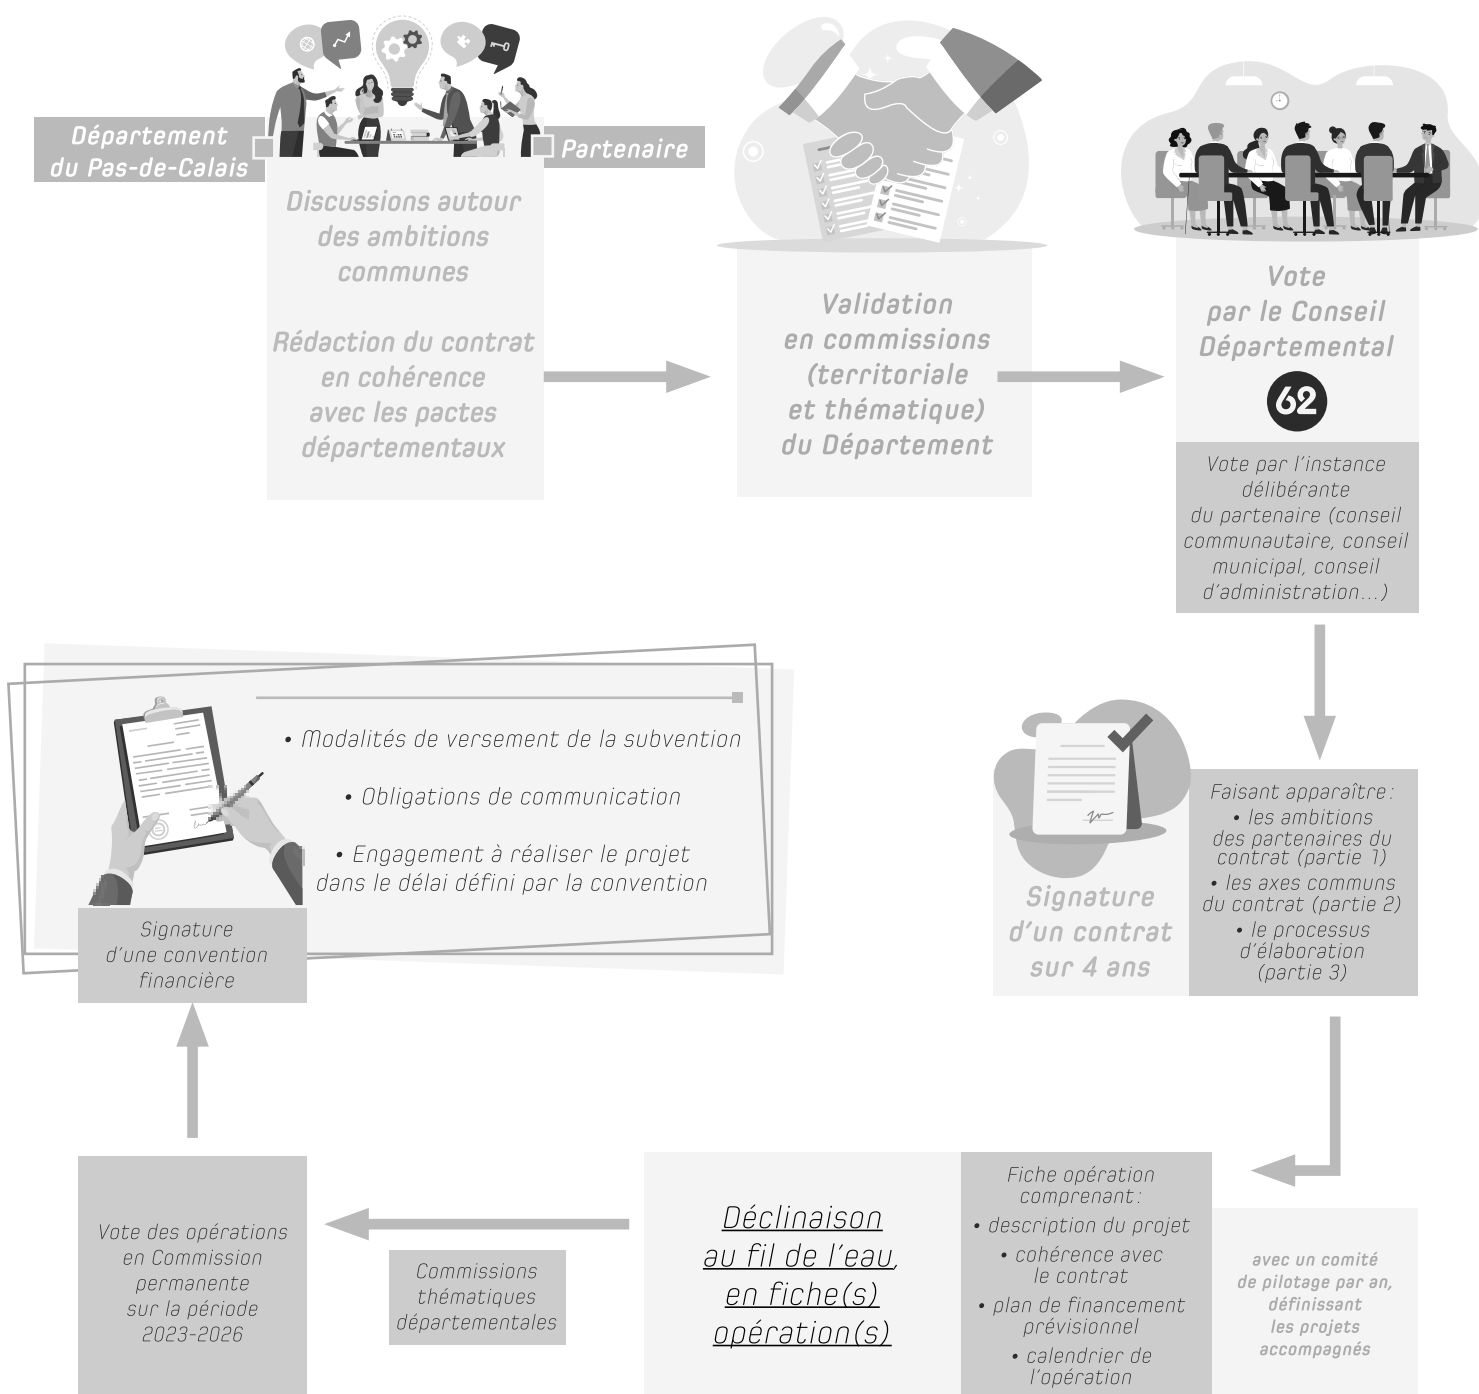 Département
du Pas-de-Calais
Partenaire
Discussions autour
des ambitions
communes
Rédaction du contrat
en cohérence
avec les pactes
départementaux
Validation
en commissions
(territoriale
et thématique)
du Département
Vote
par le Conseil
Départemental
62
Vote par l'instance
délibérante
du partenaire (conseil
communautaire, conseil
municipal, conseil
d'administration...)
Signature
d'un contrat
sur 4 ans
Faisant apparaître :
• les ambitions
des partenaires du
contrat (partie 1)
• les axes communs
du contrat (partie 2)
• le processus
d'élaboration
(partie 3)
avec un comité
de pilotage par an,
définissant
les projets
accompagnés
Fiche opération
comprenant :
• description du projet
• cohérence avec
le contrat
• plan de financement
prévisionnel
• calendrier de
l'opération
Déclinaison
au fil de l'eau,
en fiche(s)
opération(s)
Commissions
thématiques
départementales
Vote des opérations
en Commission
permanente
sur la période
2023-2026
Signature
d'une convention
financière
• Modalités de versement de la subvention
• Obligations de communication
• Engagement à réaliser le projet
dans le délai défini par la convention